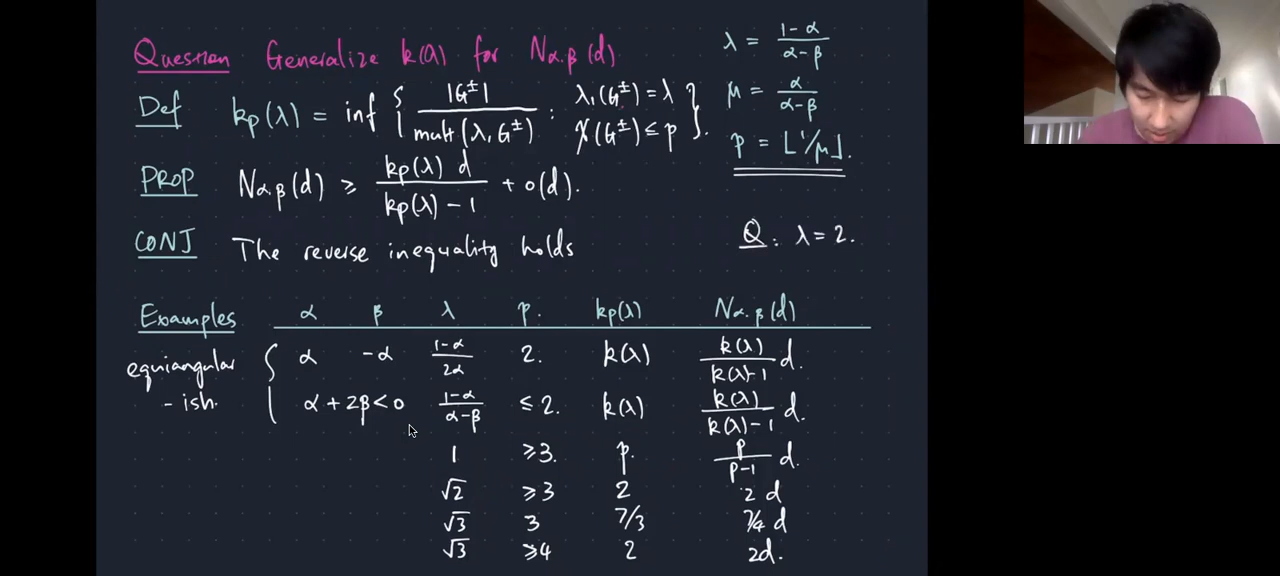 Question Generalize k(λ) for Nα,β(d).
λ = 1-α / α-β
Def kp(λ) = inf { |G±| / mult(λ, G±) : λ₁(G±) = λ, χ(G±) ≤ p }.
μ = α / α-β
p = ⌊1/μ⌋.
PROP Nα,β(d) ≥ kp(λ) d / kp(λ) - 1 + o(d).
CONJ The reverse inequality holds
Q: λ = 2.
Examples α β λ p. kp(λ) Nα,β(d)
equiangular { α -α 1-α / 2α 2. k(λ) k(λ) / k(λ)-1 d.
-ish. α + 2β < 0 1-α / α-β ≤ 2. k(λ) k(λ) / k(λ)-1 d.
1 ≥3. p. p / p-1 d.
√2 ≥3 2 2 d
√3 3 7/3 7/4 d
√3 ≥4 2 2d.